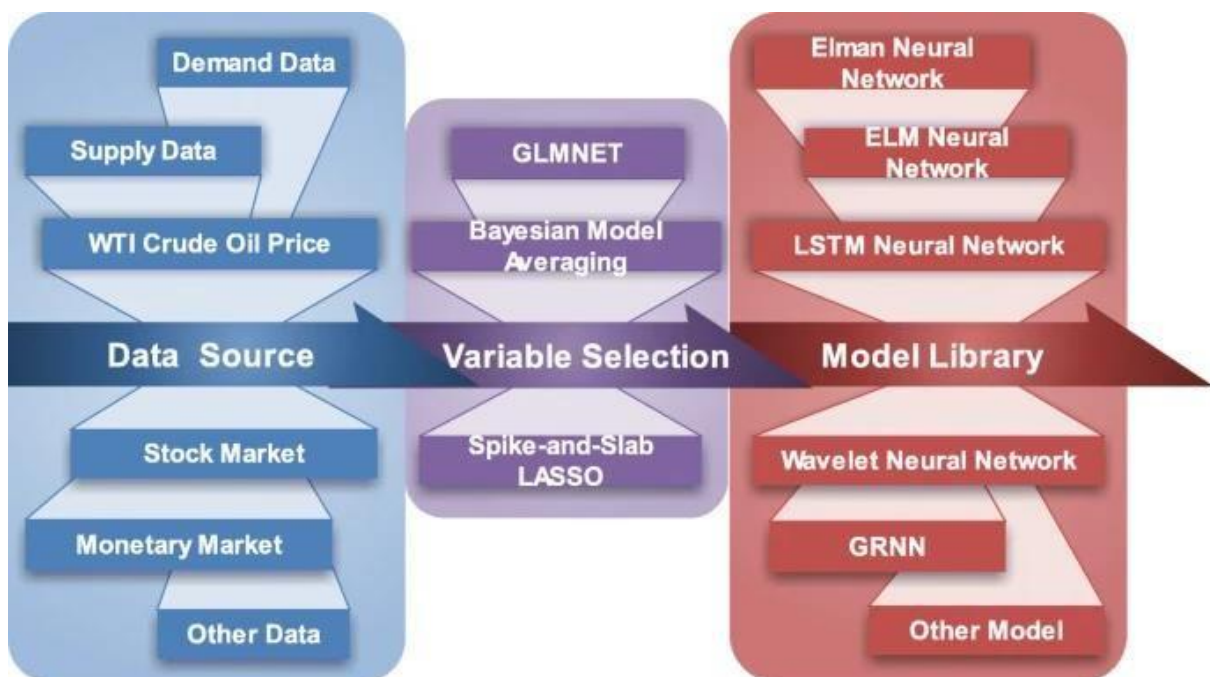 Demand Data
Supply Data
WTI Crude Oil Price
Data Source
Stock Market
Monetary Market
Other Data
GLMNET
Bayesian Model
Averaging
Variable Selection
Spike-and-Slab
LASSO
Elman Neural
Network
ELM Neural
Network
LSTM Neural Network
Model Library
Wavelet Neural Network
GRNN
Other Model